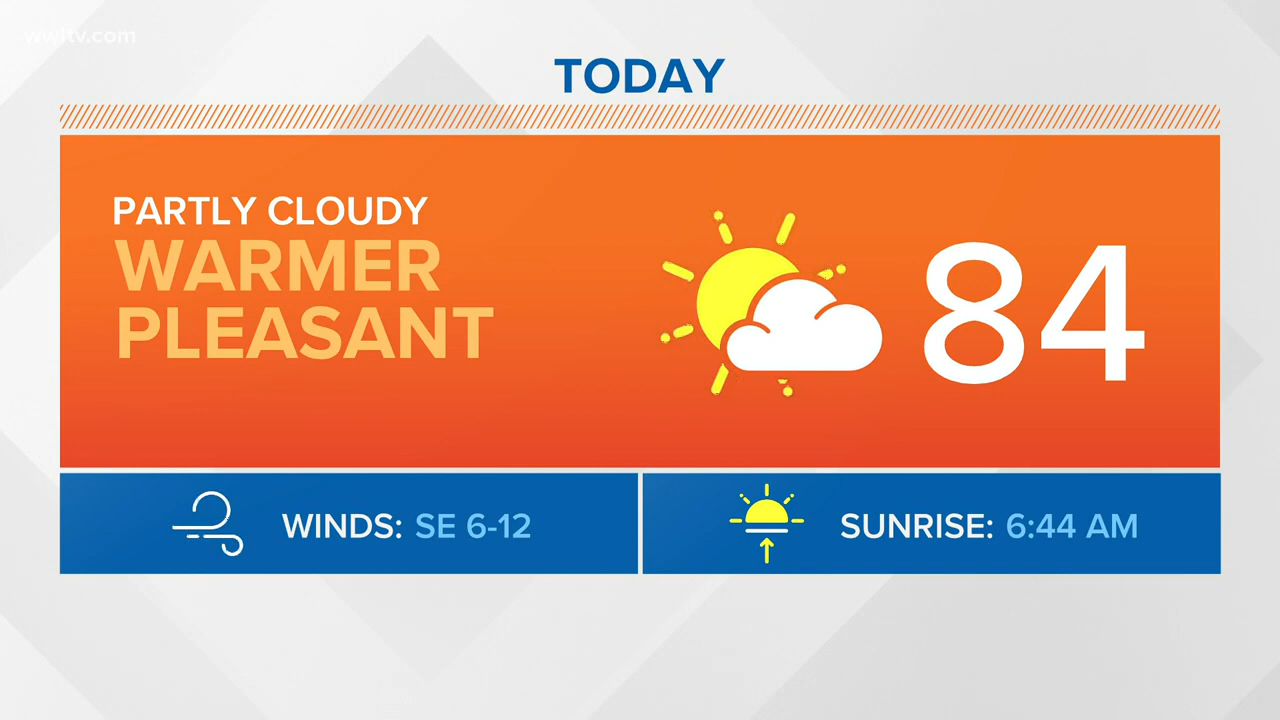 wwltv.com
TODAY
PARTLY CLOUDY
WARMER
PLEASANT
84
WINDS: SE 6-12
SUNRISE: 6:44 AM